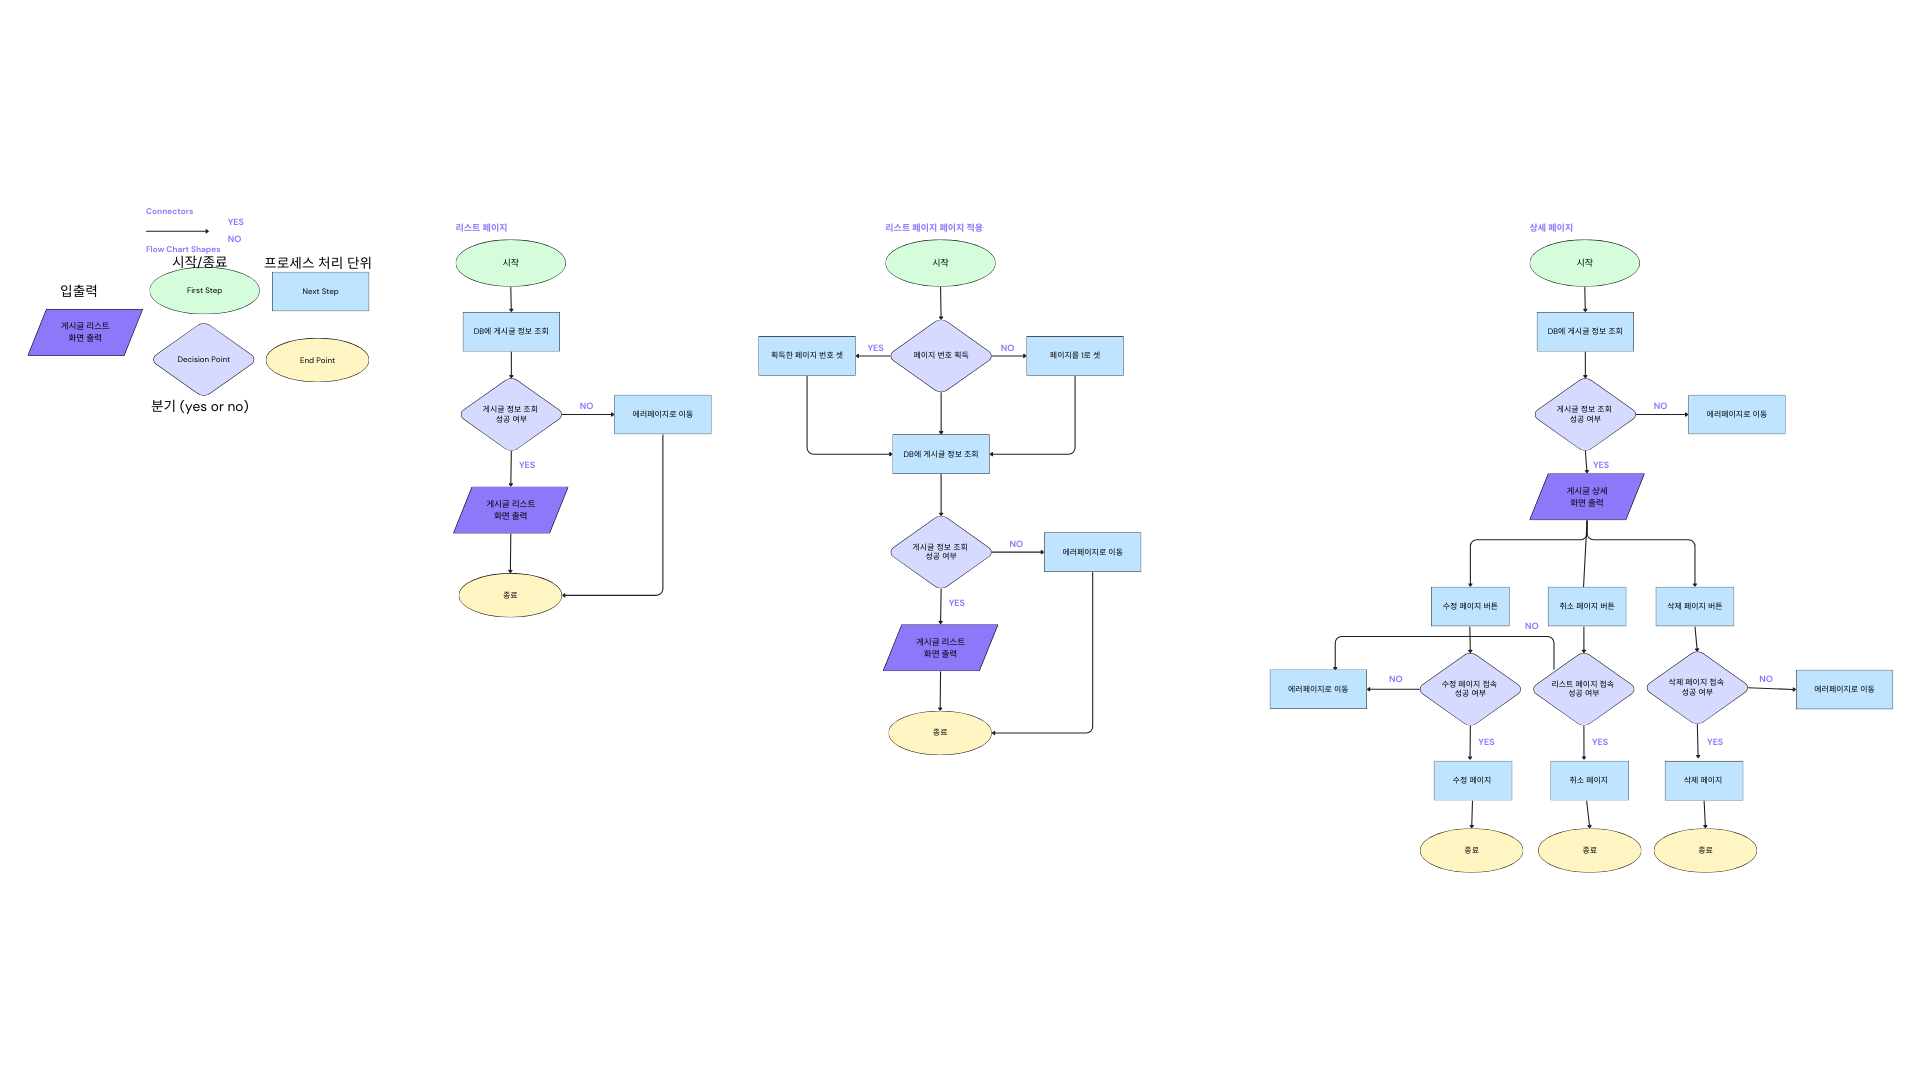 Connectors
YES
NO
Flow Chart Shapes
시작/종료
프로세스 처리 단위
입출력
First Step
Next Step
게시글 리스트
화면 출력
Decision Point
End Point
분기 (yes or no)
리스트 페이지
시작
DB에 게시글 정보 조회
게시글 정보 조회
성공 여부
NO
에러페이지로 이동
YES
게시글 리스트
화면 출력
종료
리스트 페이지 페이지 적용
시작
획득한 페이지 번호 셋
YES
페이지 번호 획득
NO
페이지를 1로 셋
DB에 게시글 정보 조회
게시글 정보 조회
성공 여부
NO
에러페이지로 이동
YES
게시글 리스트
화면 출력
종료
상세 페이지
시작
DB에 게시글 정보 조회
게시글 정보 조회
성공 여부
NO
에러페이지로 이동
YES
게시글 상세
화면 출력
수정 페이지 버튼
취소 페이지 버튼
삭제 페이지 버튼
NO
에러페이지로 이동
NO
수정 페이지 접속
성공 여부
리스트 페이지 접속
성공 여부
삭제 페이지 접속
성공 여부
NO
에러페이지로 이동
YES
YES
YES
수정 페이지
취소 페이지
삭제 페이지
종료
종료
종료